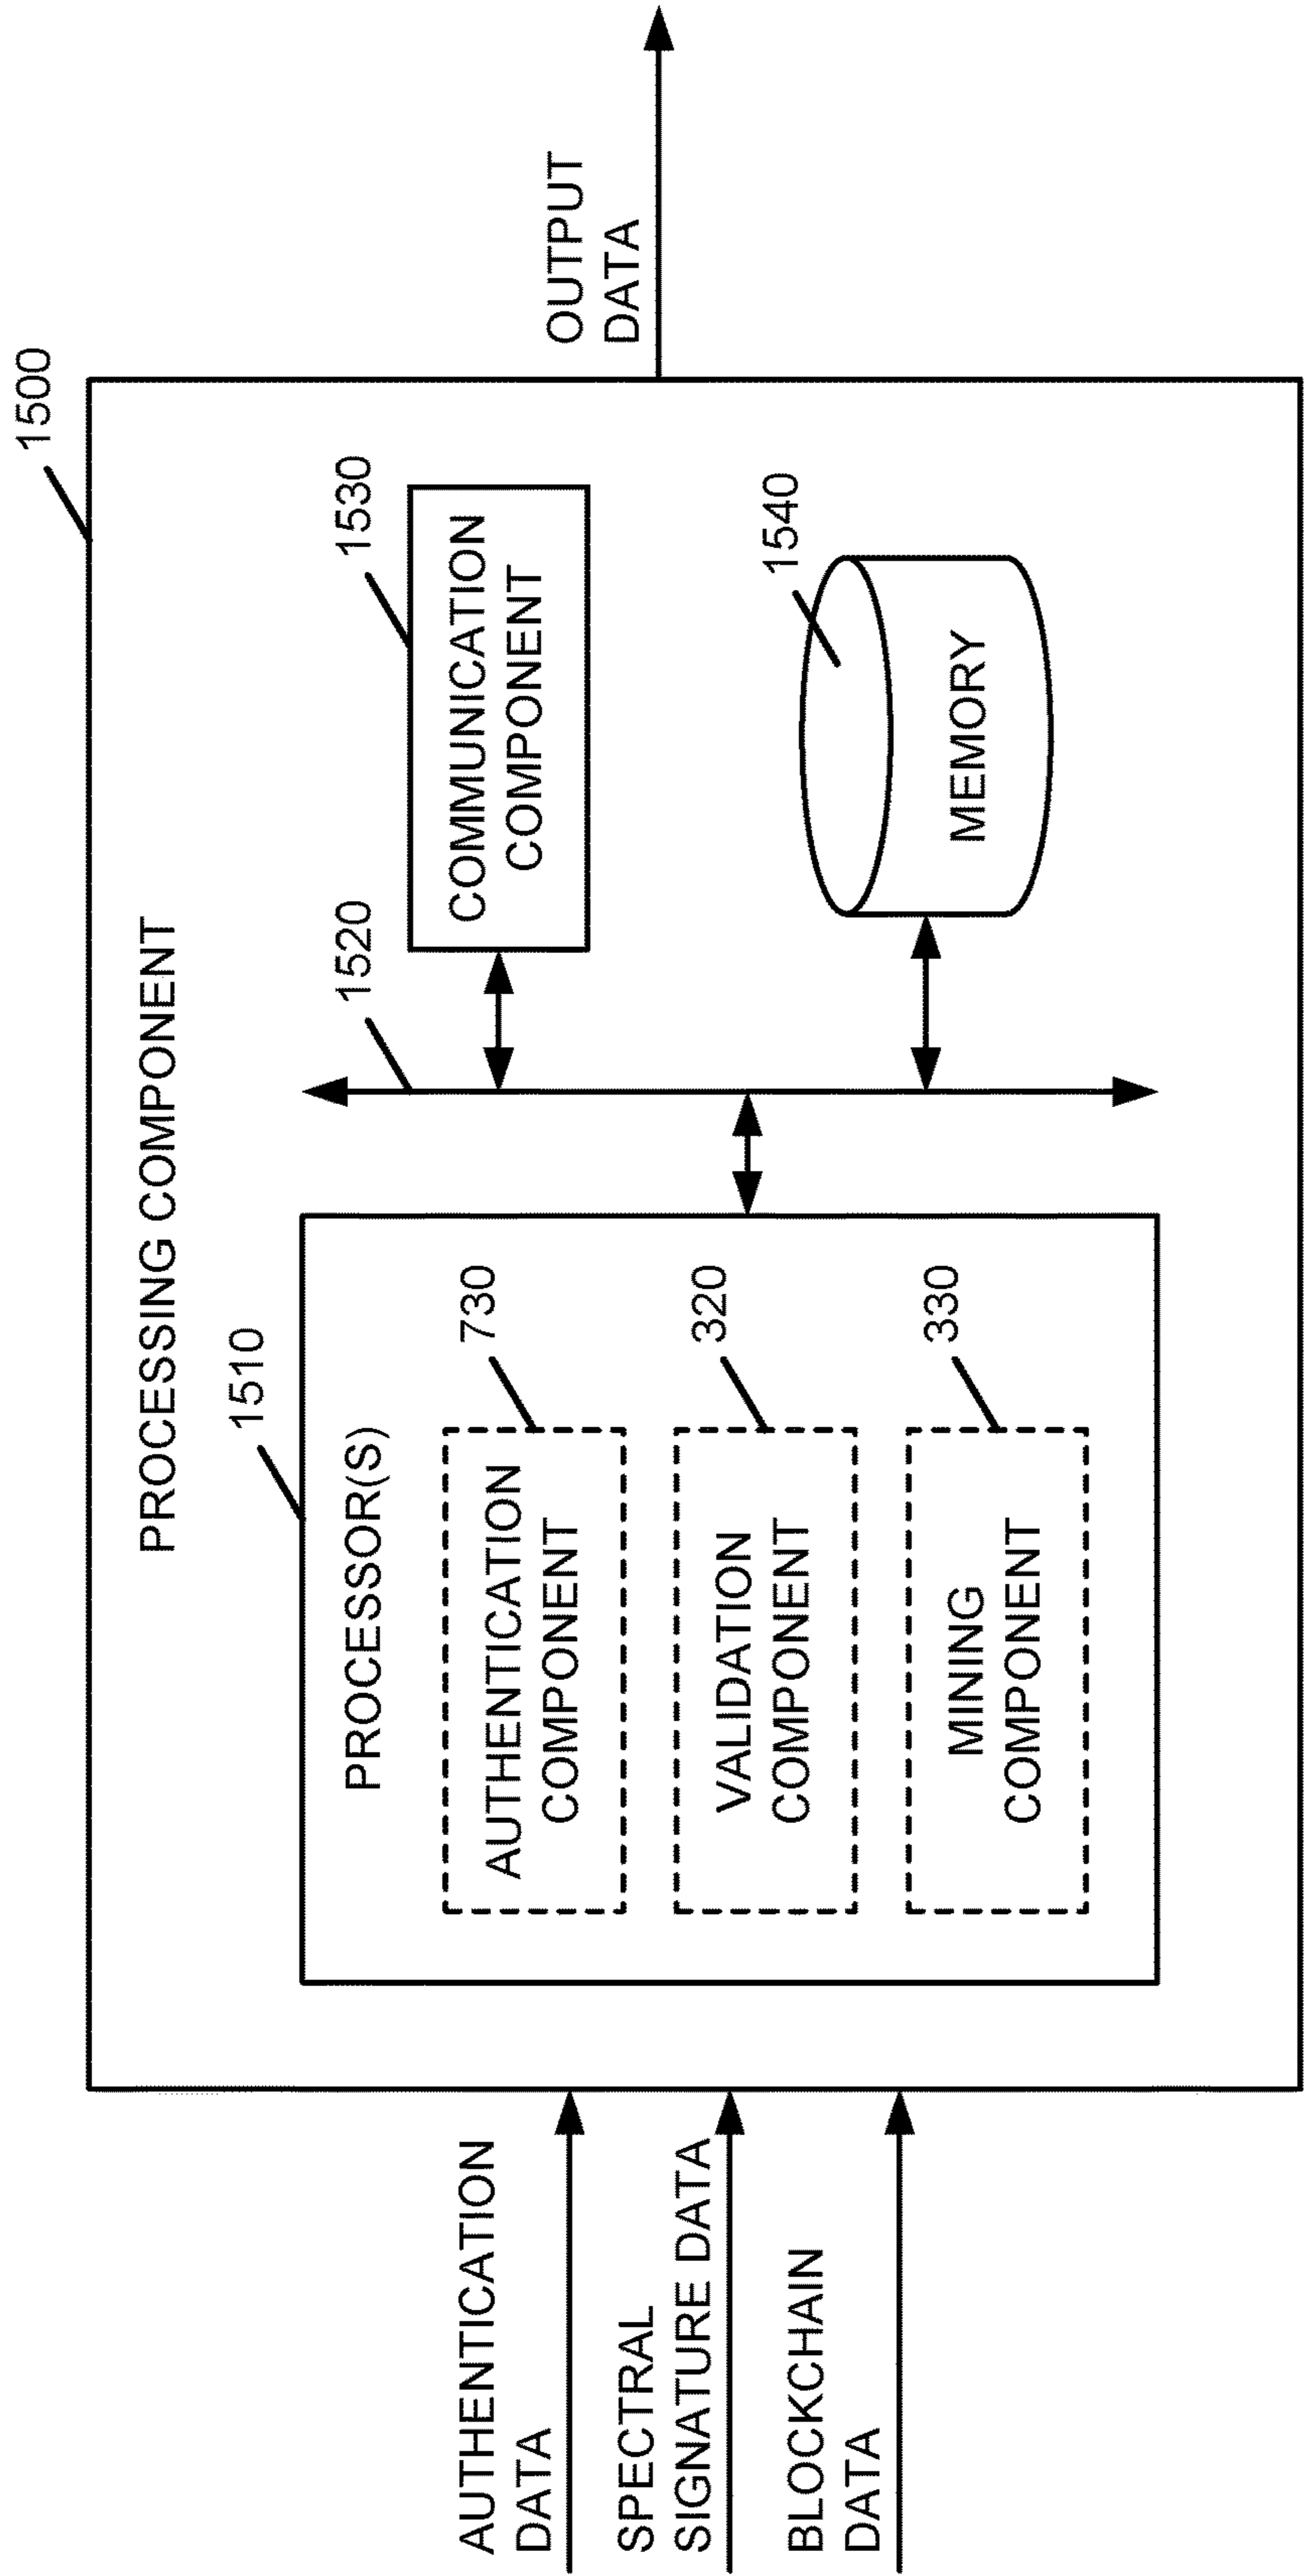 1500
PROCESSING COMPONENT
1510
PROCESSOR(S)
AUTHENTICATION
COMPONENT
730
VALIDATION
COMPONENT
320
MINING
COMPONENT
330
1520
1530
COMMUNICATION
COMPONENT
1540
MEMORY
AUTHENTICATION
DATA
SPECTRAL
SIGNATURE DATA
BLOCKCHAIN
DATA
OUTPUT
DATA